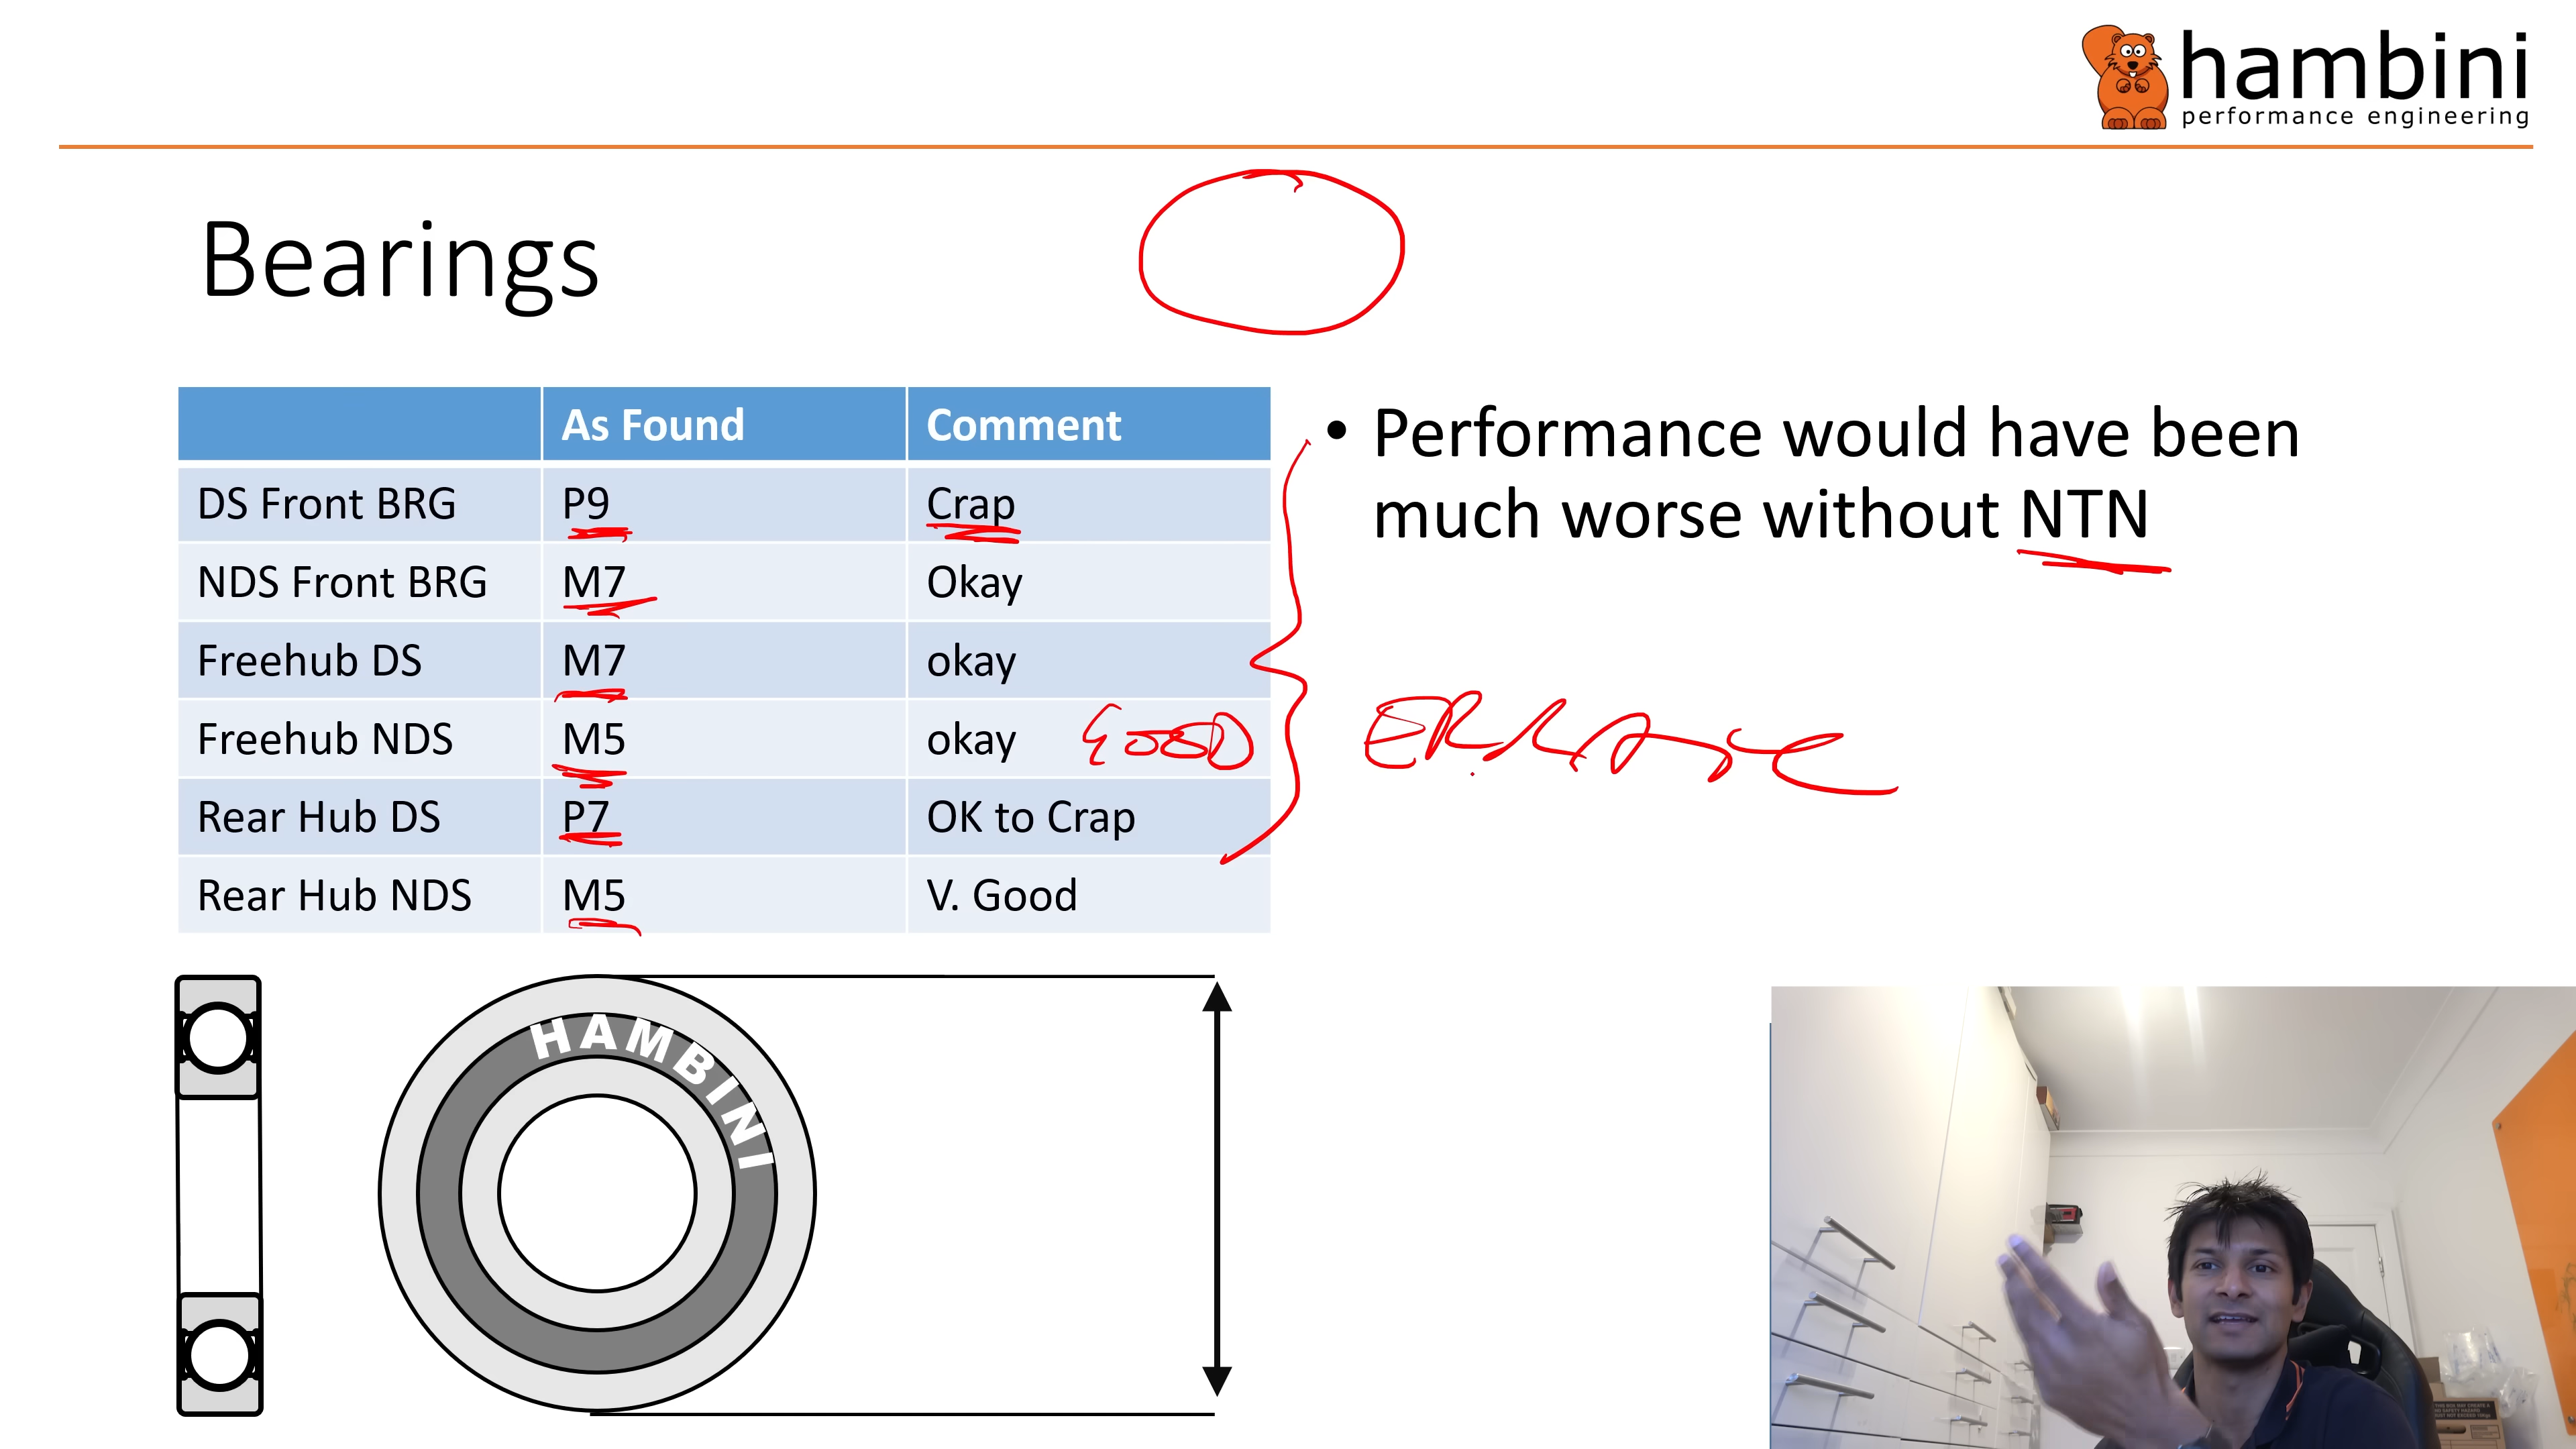 hambini
performance engineering
Bearings
As Found Comment
DS Front BRG P9 Crap
NDS Front BRG M7 Okay
Freehub DS M7 okay
Freehub NDS M5 okay GOOD
Rear Hub DS P7 OK to Crap
Rear Hub NDS M5 V. Good
• Performance would have been
much worse without NTN
HAMBINI